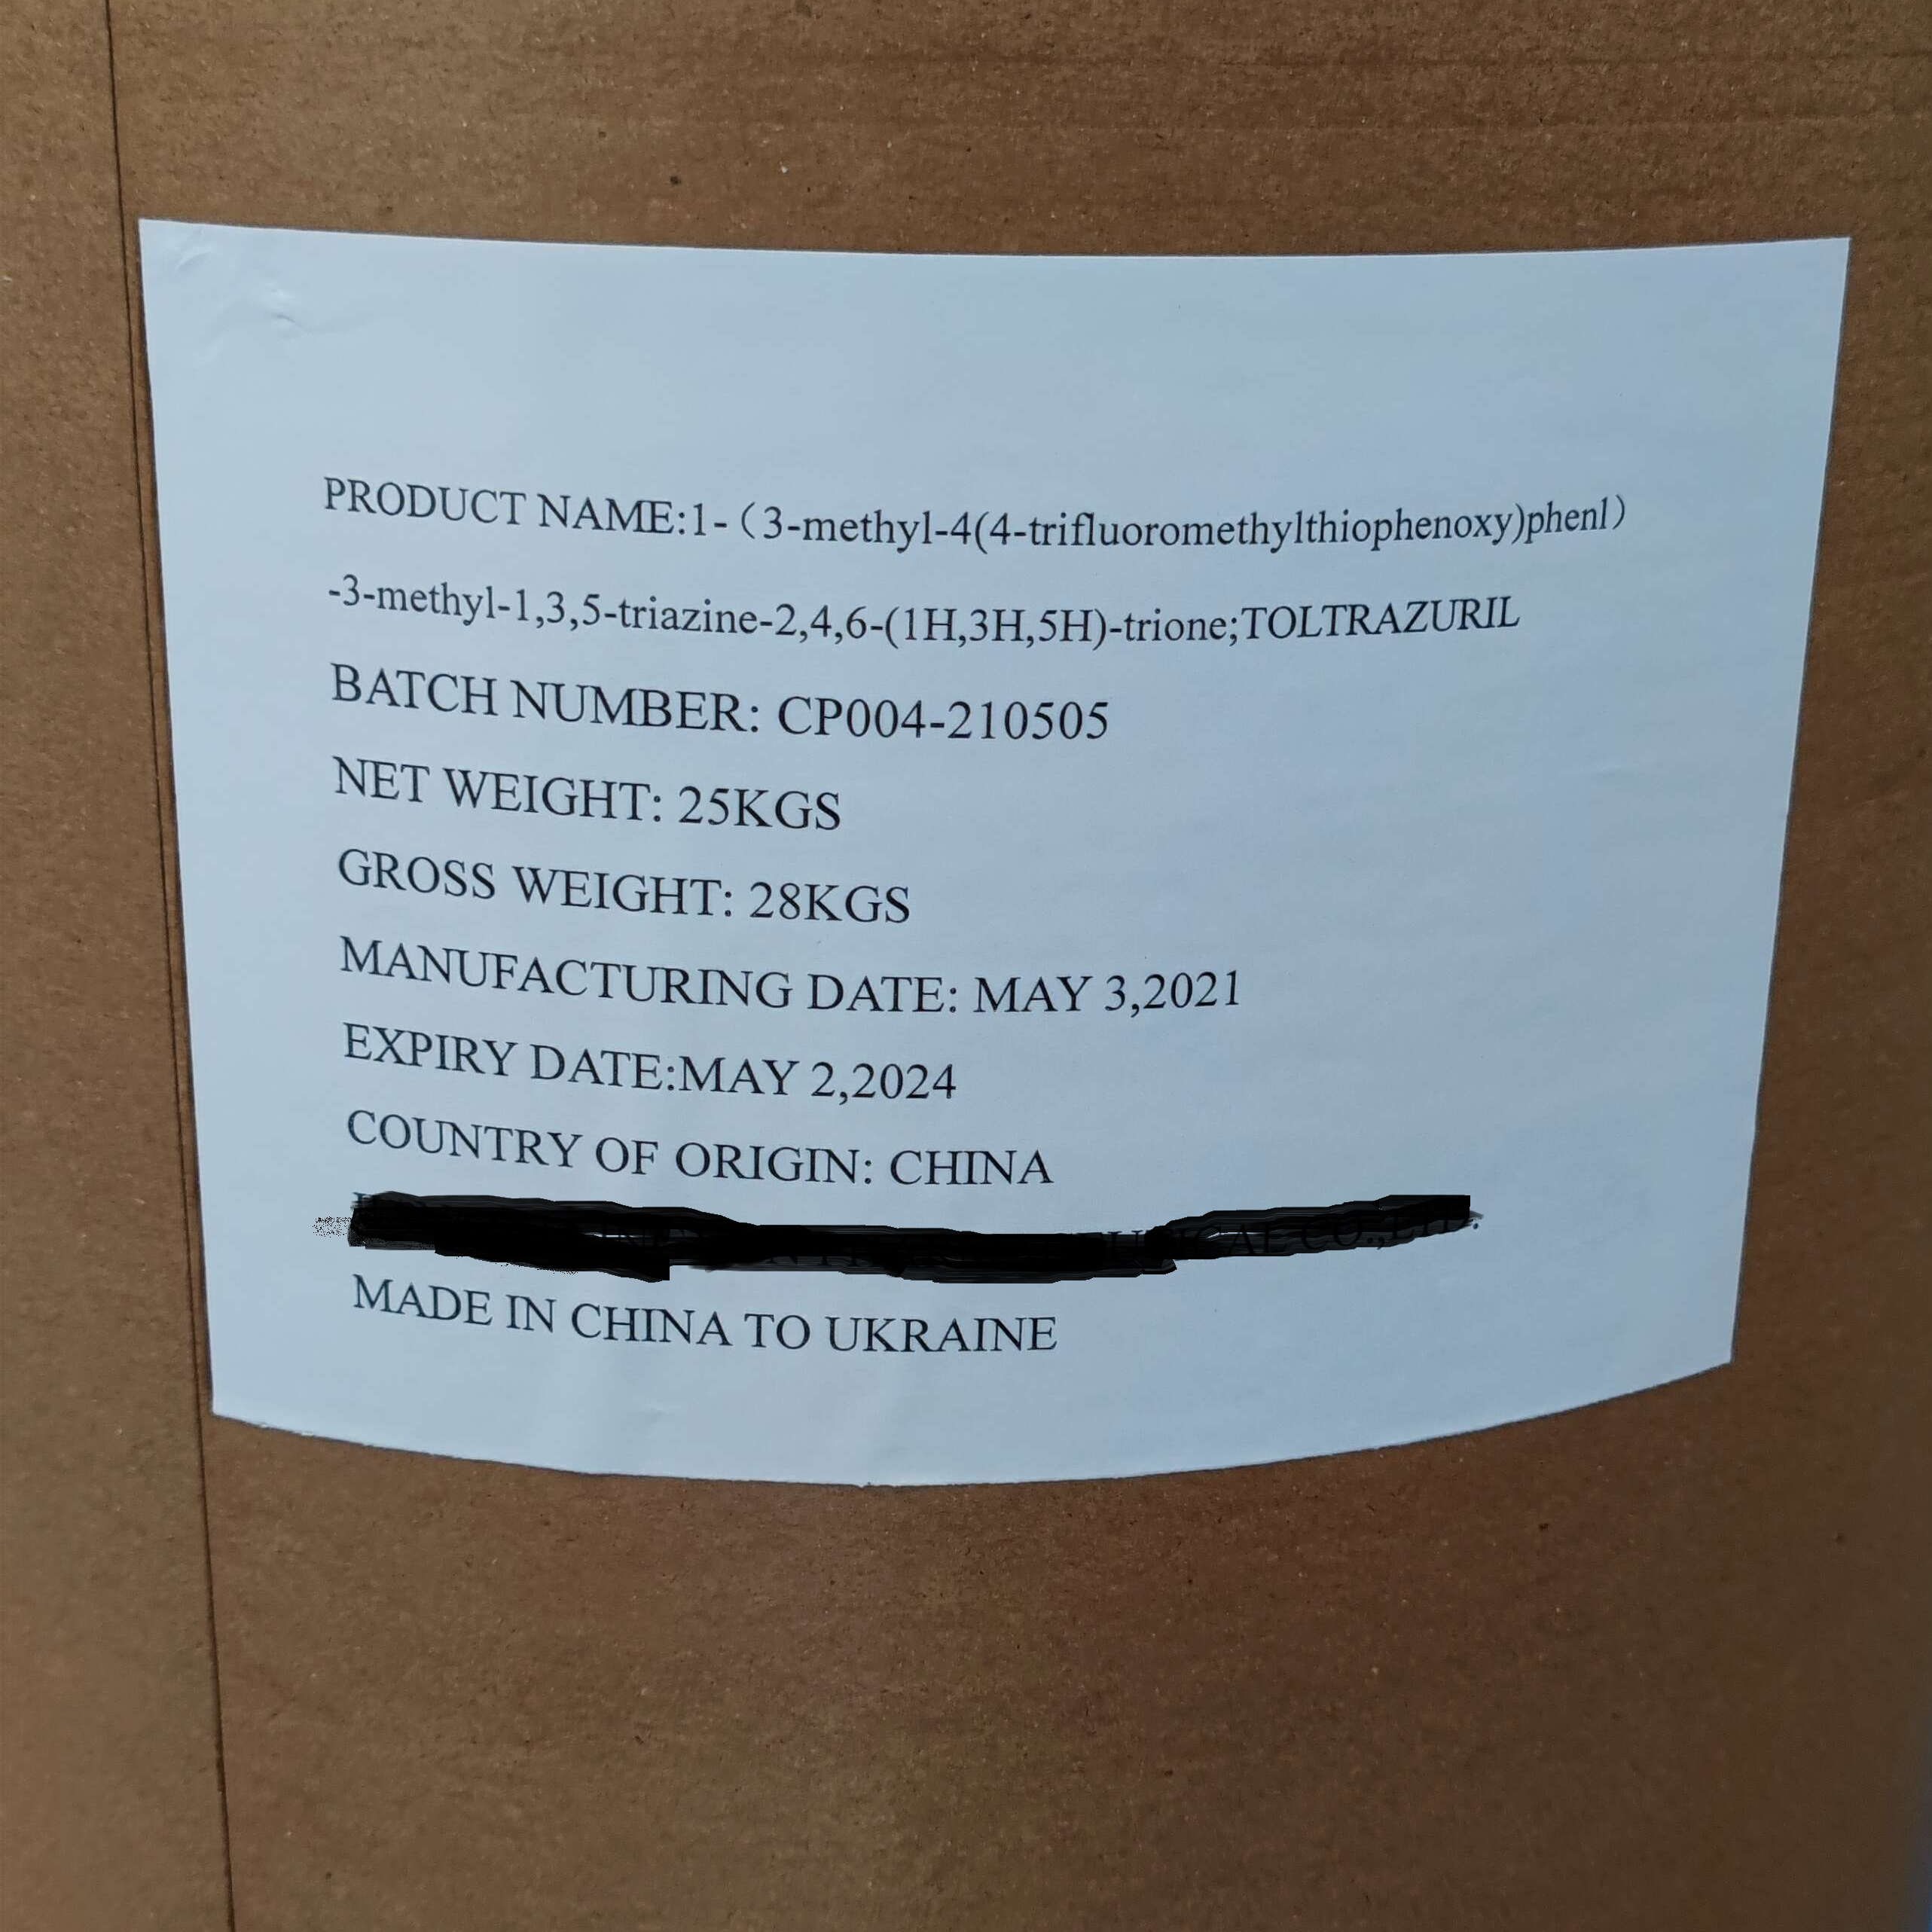 PRODUCT NAME:1-（3-methyl-4(4-trifluoromethylthiophenoxy)phenl）
-3-methyl-1,3,5-triazine-2,4,6-(1H,3H,5H)-trione;TOLTRAZURIL
BATCH NUMBER: CP004-210505
NET WEIGHT: 25KGS
GROSS WEIGHT: 28KGS
MANUFACTURING DATE: MAY 3,2021
EXPIRY DATE:MAY 2,2024
COUNTRY OF ORIGIN: CHINA
CO.,LTD.
MADE IN CHINA TO UKRAINE